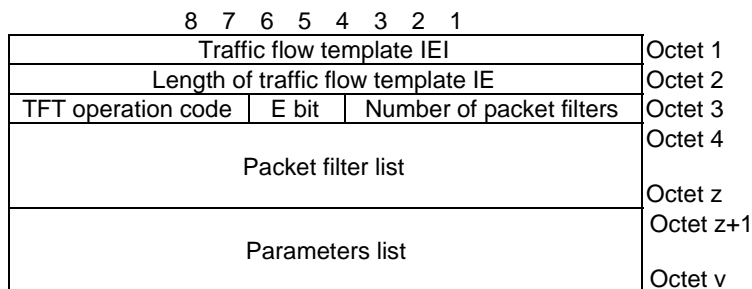 8 7 6 5 4 3 2 1
Traffic flow template IEI Octet 1
Length of traffic flow template IE Octet 2
TFT operation code E bit Number of packet filters Octet 3
Octet 4
Packet filter list
Octet z
Octet z+1
Parameters list
Octet v